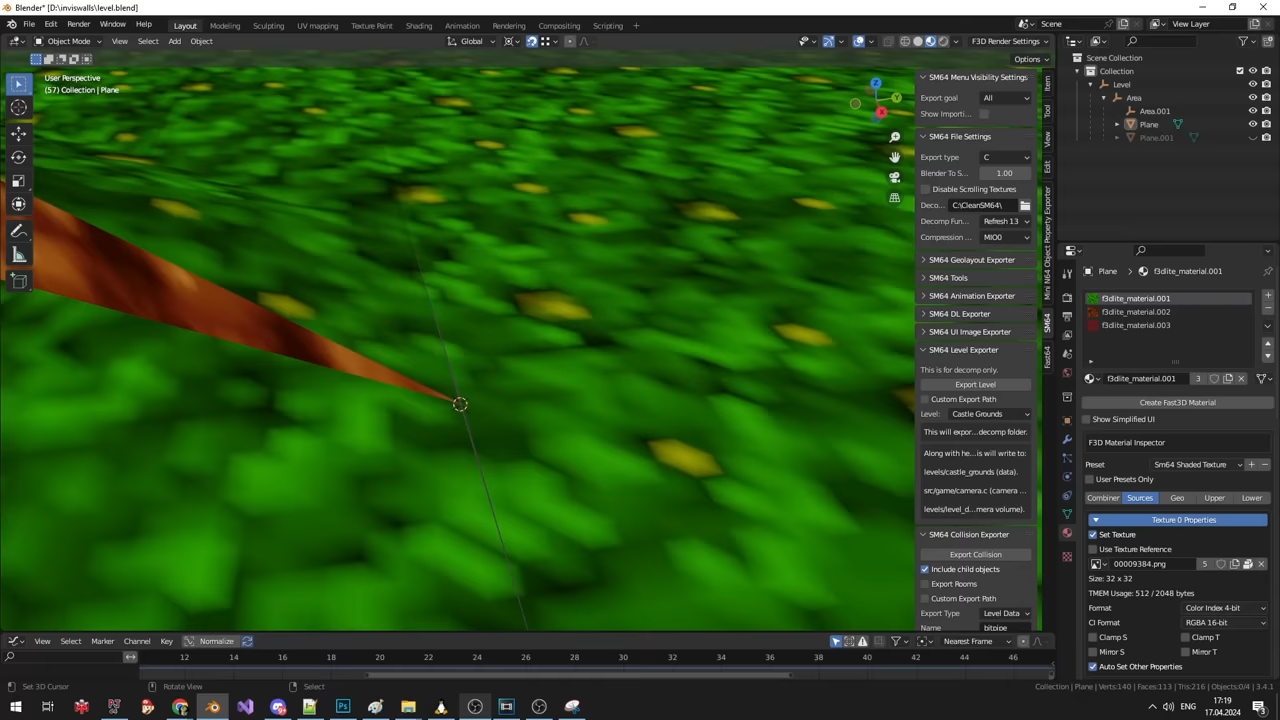 Blender* [D:\inviswalls\level.blend]
File Edit Render Window Help Layout Modeling Sculpting UV mapping Texture Paint Shading Animation Rendering Compositing Scripting + Scene View Layer
Object Mode View Select Add Object Global F3D Render Settings
Options
User Perspective
(57) Collection | Plane
SM64 Menu Visibility Settings
Export goal All
Show Importi...
SM64 File Settings
Export type C
Blender To S... 1.00
Disable Scrolling Textures
Deco... C:\CleanSM64\
Decomp Fun... Refresh 13
Compression ... MIO0
SM64 Geolayout Exporter
SM64 Tools
SM64 Animation Exporter
SM64 DL Exporter
SM64 UI Image Exporter
SM64 Level Exporter
This is for decomp only.
Export Level
Custom Export Path
Level: Castle Grounds
This will expor...decomp folder.
Along with he...is will write to:
levels/castle_grounds (data).
src/game/camera.c (camera ...
levels/level_d...mera volume).
SM64 Collision Exporter
Export Collision
Include child objects
Export Rooms
Custom Export Path
Export Type Level Data
Name bitpipe
Item
Tool
View
Edit
Mini N64 Object Property Exporter
SM64
Fast64
Scene Collection
Collection
Level
Area
Area.001
Plane
Plane.001
Plane f3dlite_material.001
f3dlite_material.001
f3dlite_material.002
f3dlite_material.003
f3dlite_material.001 3
Create Fast3D Material
Show Simplified UI
F3D Material Inspector
Preset Sm64 Shaded Texture
User Presets Only
Combiner Sources Geo Upper Lower
Texture 0 Properties
Set Texture
Use Texture Reference
00009384.png 5
Size: 32 x 32
TMEM Usage: 512 / 2048 bytes
Format Color Index 4-bit
CI Format RGBA 16-bit
Clamp S Clamp T
Mirror S Mirror T
Auto Set Other Properties
View Select Marker Channel Key Normalize Nearest Frame
12 14 16 18 20 22 24 26 28 30 32 34 36 38 40 42 44 46
Set 3D Cursor Rotate View Select Collection | Plane | Verts:140 | Faces:113 | Tris:216 | Objects:0/4 | 3.4.1
ENG 17:19
17.04.2024